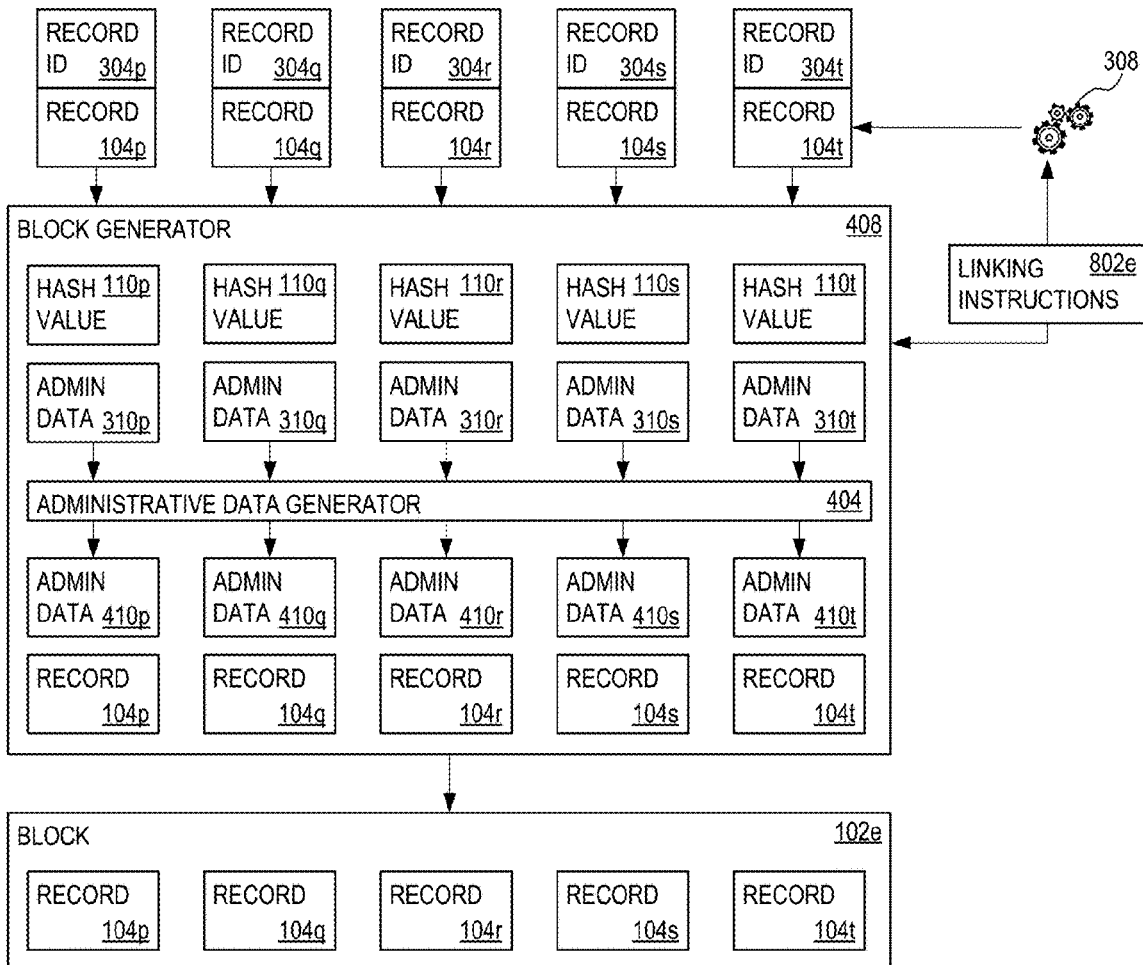 RECORD
ID 304p
RECORD
ID 304q
RECORD
ID 304r
RECORD
ID 304s
RECORD
ID 304t
308
RECORD
104p
RECORD
104q
RECORD
104r
RECORD
104s
RECORD
104t
BLOCK GENERATOR 408
LINKING 802e
INSTRUCTIONS
HASH 110p
VALUE
HASH 110q
VALUE
HASH 110r
VALUE
HASH 110s
VALUE
HASH 110t
VALUE
ADMIN
DATA 310p
ADMIN
DATA 310q
ADMIN
DATA 310r
ADMIN
DATA 310s
ADMIN
DATA 310t
ADMINISTRATIVE DATA GENERATOR 404
ADMIN
DATA 410p
ADMIN
DATA 410q
ADMIN
DATA 410r
ADMIN
DATA 410s
ADMIN
DATA 410t
RECORD
104p
RECORD
104q
RECORD
104r
RECORD
104s
RECORD
104t
BLOCK 102e
RECORD
104p
RECORD
104q
RECORD
104r
RECORD
104s
RECORD
104t